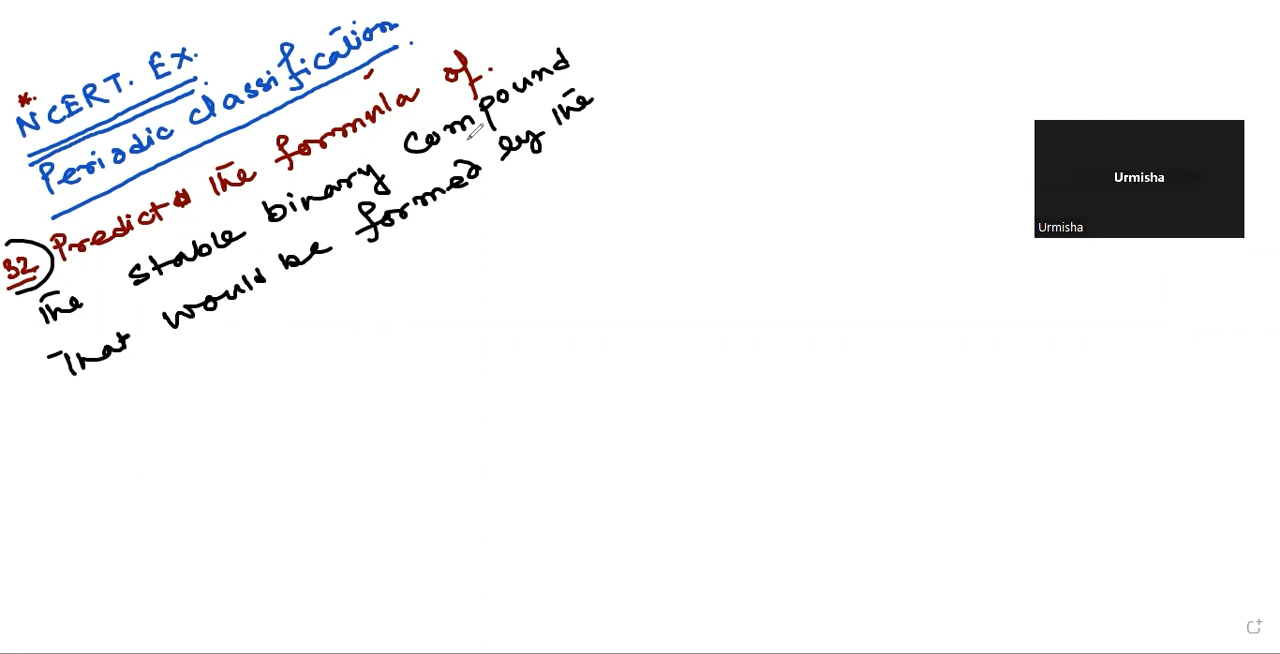 * NCERT. EX.
Periodic classification.
32 Predict the formula of.
the stable binary compound
That would be formed by the
Urmisha
Urmisha